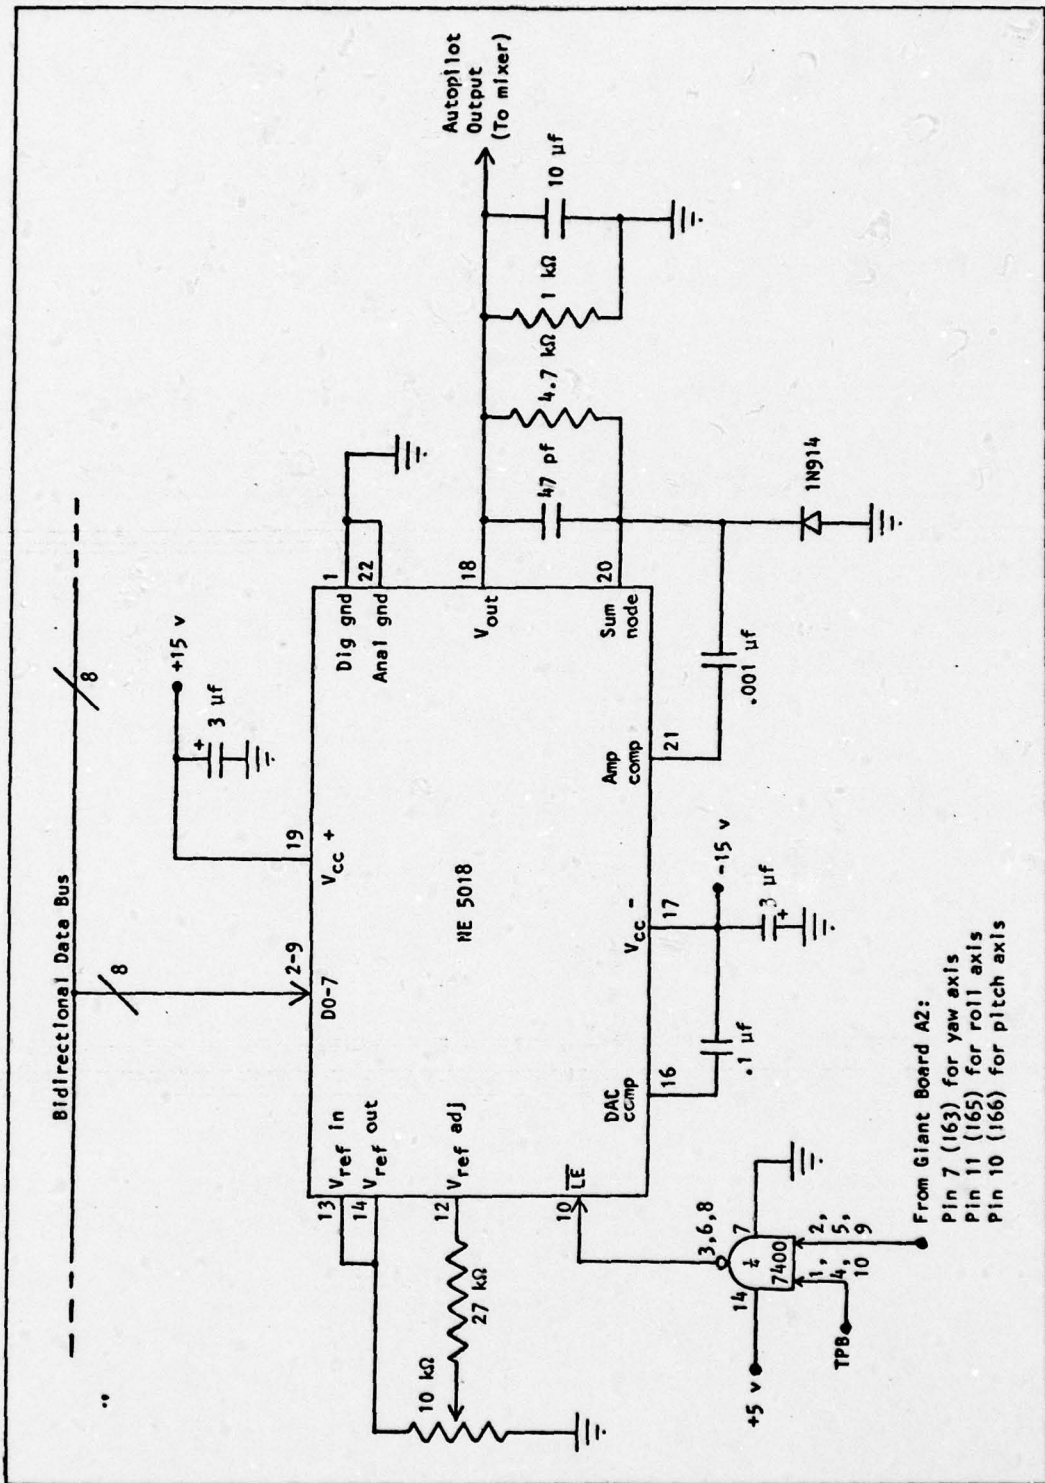 Bidirectional Data Bus
8
8
+15 v
+
3 µf
19
2-9
D0-7
Vcc +
13
Vref in
14
Vref out
12
Vref adj
10 kΩ
27 kΩ
10
LE
NE 5018
1
Dig gnd
22
Anal gnd
18
Vout
20
Sum
node
47 pf
4.7 kΩ
1 kΩ
10 µf
Autopilot
Output
(To mixer)
1N914
Amp
comp
21
.001 µf
Vcc -
17
-15 v
3 µf
+
DAC
comp
16
.1 µf
3,6,8
7
14
¼
7400
+5 v
1,
4,
10
2,
5,
9
TPB
From Giant Board A2:
Pin 7 (163) for yaw axis
Pin 11 (165) for roll axis
Pin 10 (166) for pitch axis